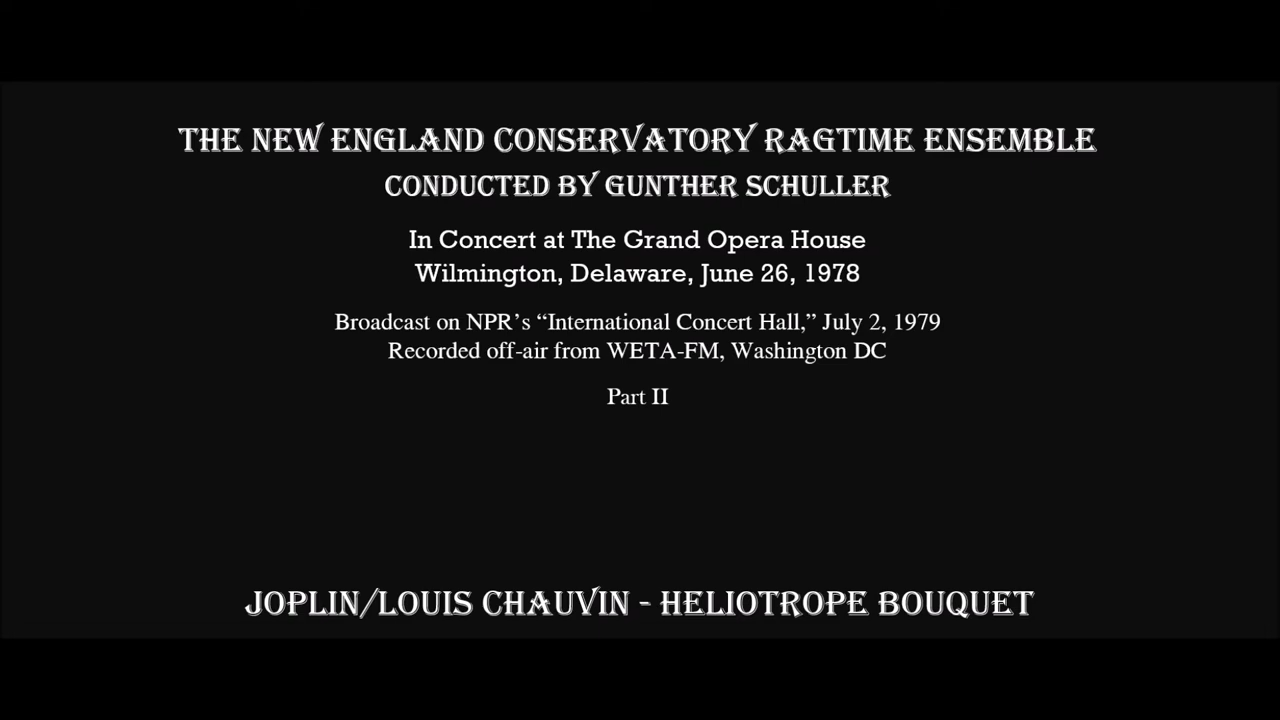 THE NEW ENGLAND CONSERVATORY RAGTIME ENSEMBLE
CONDUCTED BY GUNTHER SCHULLER
In Concert at The Grand Opera House
Wilmington, Delaware, June 26, 1978
Broadcast on NPR’s “International Concert Hall,” July 2, 1979
Recorded off-air from WETA-FM, Washington DC
Part II
JOPLIN/LOUIS CHAUVIN - HELIOTROPE BOUQUET